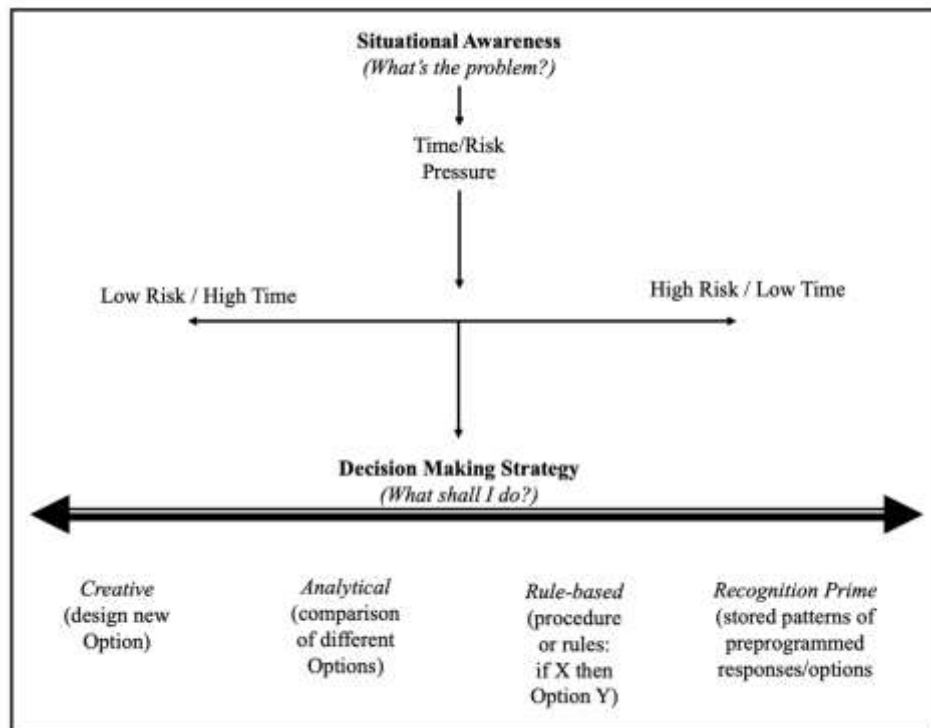 Situational Awareness
(What's the problem?)
Time/Risk
Pressure
Low Risk / High Time
High Risk / Low Time
Decision Making Strategy
(What shall I do?)
Creative
(design new
Option)
Analytical
(comparison
of different
Options)
Rule-based
(procedure
or rules:
if X then
Option Y)
Recognition Prime
(stored patterns of
preprogrammed
responses/options